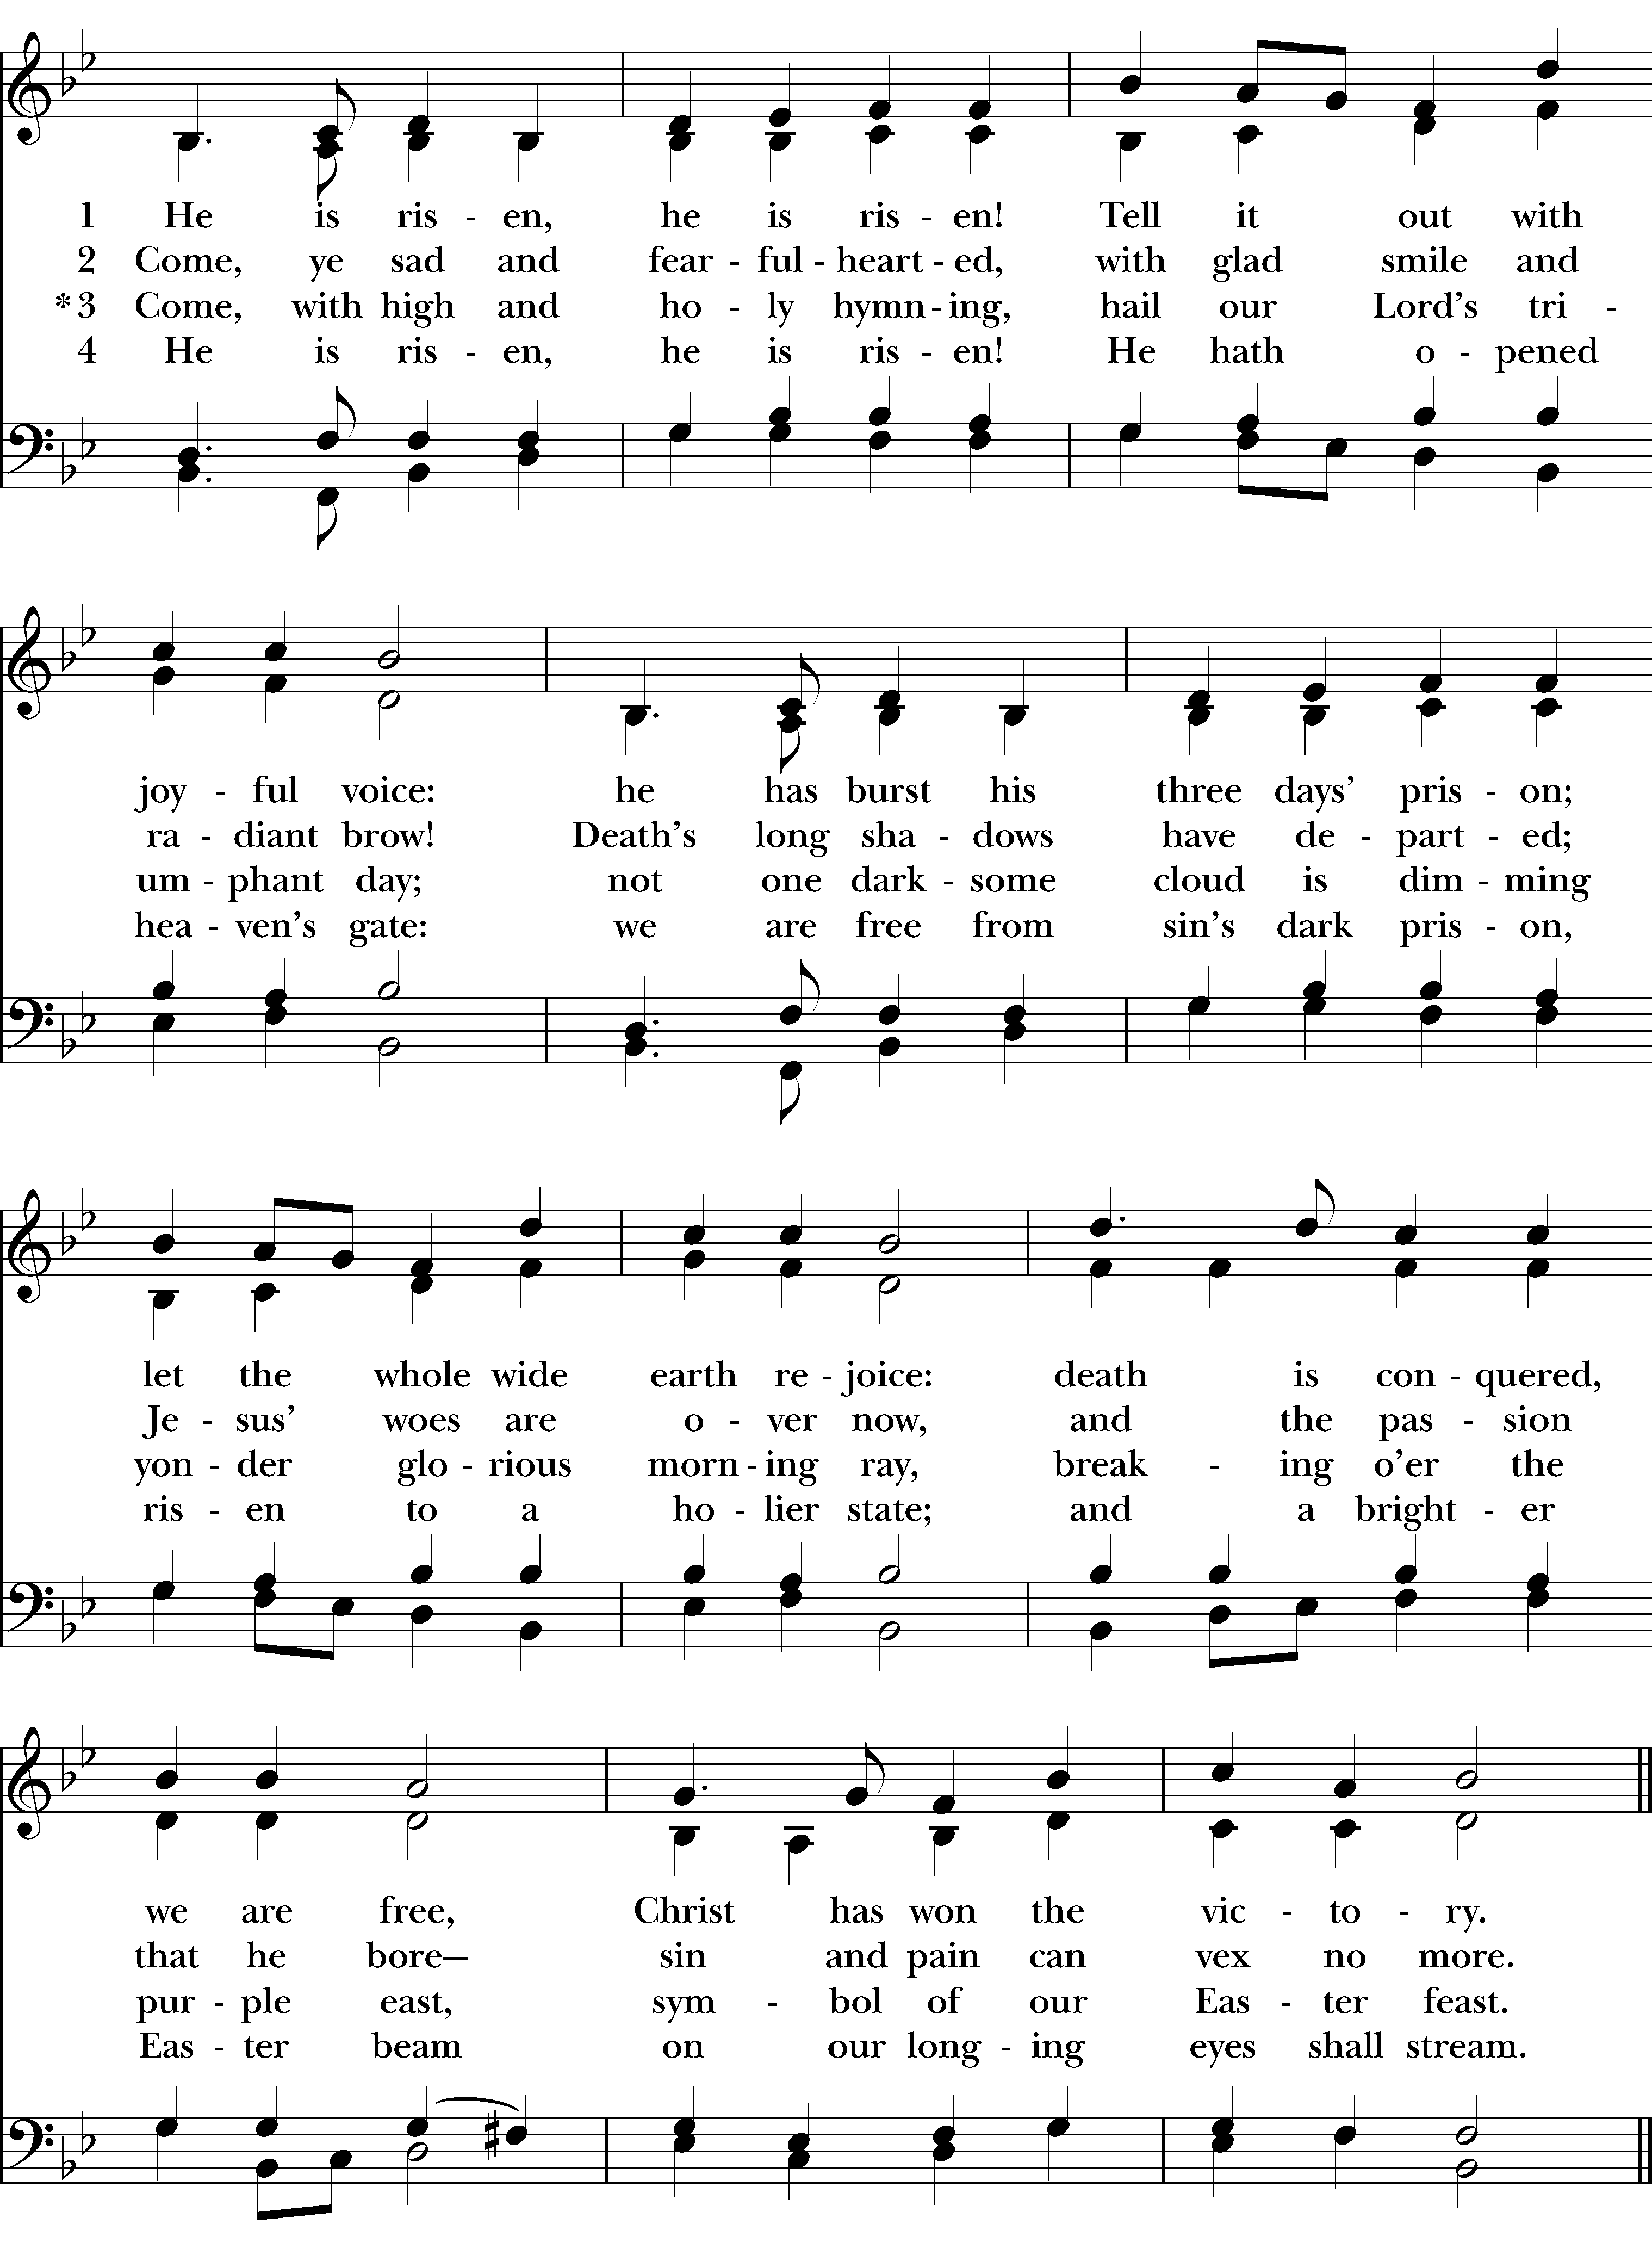 1 He is ris - en, he is ris - en! Tell it out with
2 Come, ye sad and fear - ful - heart - ed, with glad smile and
*3 Come, with high and ho - ly hymn - ing, hail our Lord's tri -
4 He is ris - en, he is ris - en! He hath o - pened
joy - ful voice: he has burst his three days' pris - on;
ra - diant brow! Death's long sha - dows have de - part - ed;
um - phant day; not one dark - some cloud is dim - ming
hea - ven's gate: we are free from sin's dark pris - on,
let the whole wide earth re - joice: death is con - quered,
Je - sus' woes are o - ver now, and the pas - sion
yon - der glo - rious morn - ing ray, break - ing o'er the
ris - en to a ho - lier state; and a bright - er
we are free, Christ has won the vic - to - ry.
that he bore— sin and pain can vex no more.
pur - ple east, sym - bol of our Eas - ter feast.
Eas - ter beam on our long - ing eyes shall stream.